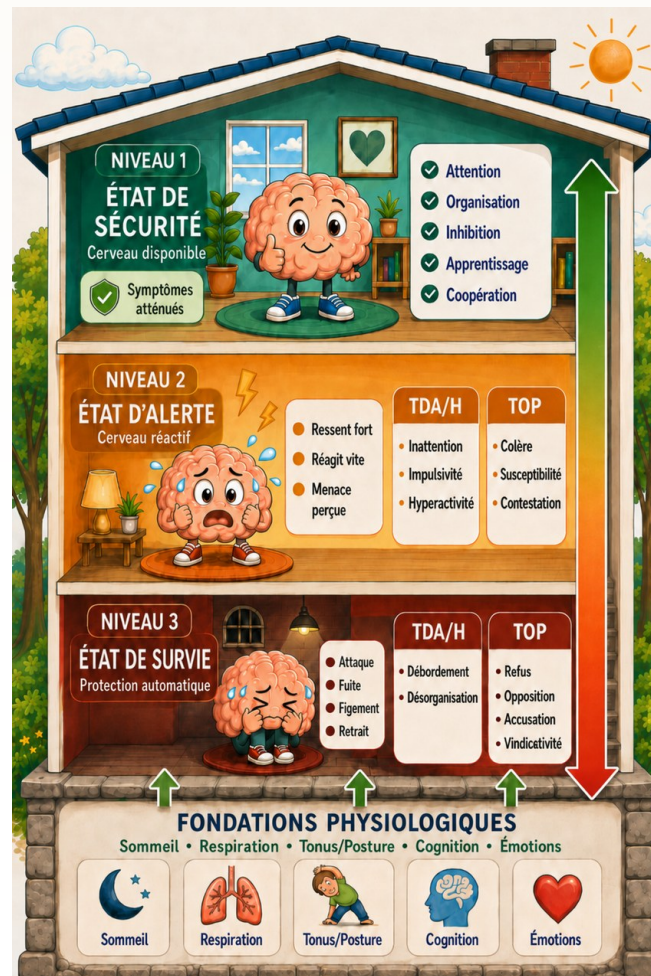 NIVEAU 1
ÉTAT DE
SÉCURITÉ
Cerveau disponible
Symptômes
atténués
Attention
Organisation
Inhibition
Apprentissage
Coopération
NIVEAU 2
ÉTAT D'ALERTE
Cerveau réactif
• Ressent fort
• Réagit vite
• Menace
perçue
TDA/H
• Inattention
• Impulsivité
• Hyperactivité
TOP
• Colère
• Susceptibilité
• Contestation
NIVEAU 3
ÉTAT DE SURVIE
Protection automatique
• Attaque
• Fuite
• Figement
• Retrait
TDA/H
• Débordement
• Désorganisation
TOP
• Refus
• Opposition
• Accusation
• Vindicativité
FONDATIONS PHYSIOLOGIQUES
Sommeil • Respiration • Tonus/Posture • Cognition • Émotions
Sommeil
Respiration
Tonus/Posture
Cognition
Émotions